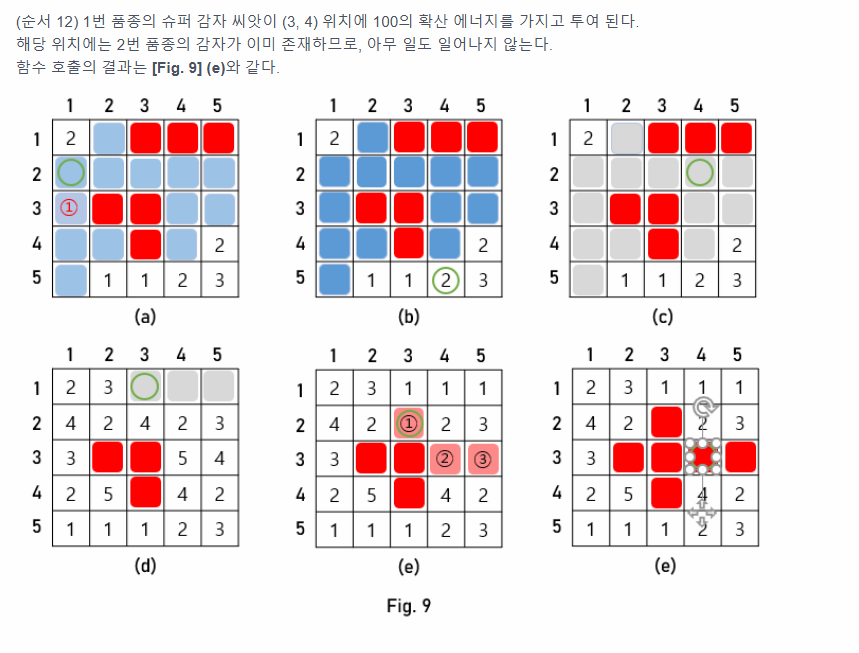 (순서 12) 1번 품종의 슈퍼 감자 씨앗이 (3, 4) 위치에 100의 확산 에너지를 가지고 투여 된다.
해당 위치에는 2번 품종의 감자가 이미 존재하므로, 아무 일도 일어나지 않는다.
함수 호출의 결과는 [Fig. 9] (e)와 같다.
1 2 3 4 5 1 2 3 4 5 1 2 3 4 5
1 2 1 2 1 2
2 2 2
3 ① 3 3
4 2 4 2 4 2
5 1 1 2 3 5 1 1 2 3 5 1 1 2 3
(a) (b) (c)
1 2 3 4 5 1 2 3 4 5 1 2 3 4 5
1 2 3 1 2 3 1 1 1 1 2 3 1 1 1
2 4 2 4 2 3 2 4 2 ① 2 3 2 4 2 2 3
3 3 5 4 3 3 ② ③ 3 3
4 2 5 4 2 4 2 5 4 2 4 2 5 4 2
5 1 1 1 2 3 5 1 1 1 2 3 5 1 1 1 2 3
(d) (e) (e)
Fig. 9